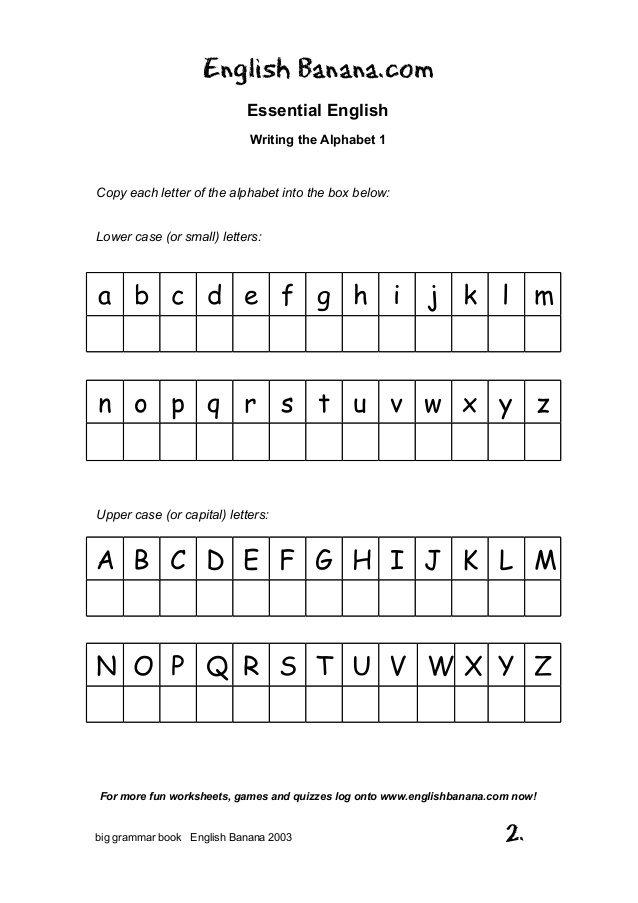 English Banana.com
Essential English
Writing the Alphabet 1
Copy each letter of the alphabet into the box below:
Lower case (or small) letters:
a b c d e f g h i j k l m
n o p q r s t u v w x y z
Upper case (or capital) letters:
A B C D E F G H I J K L M
N O P Q R S T U V W X Y Z
For more fun worksheets, games and quizzes log onto www.englishbanana.com now!
big grammar book English Banana 2003 2.